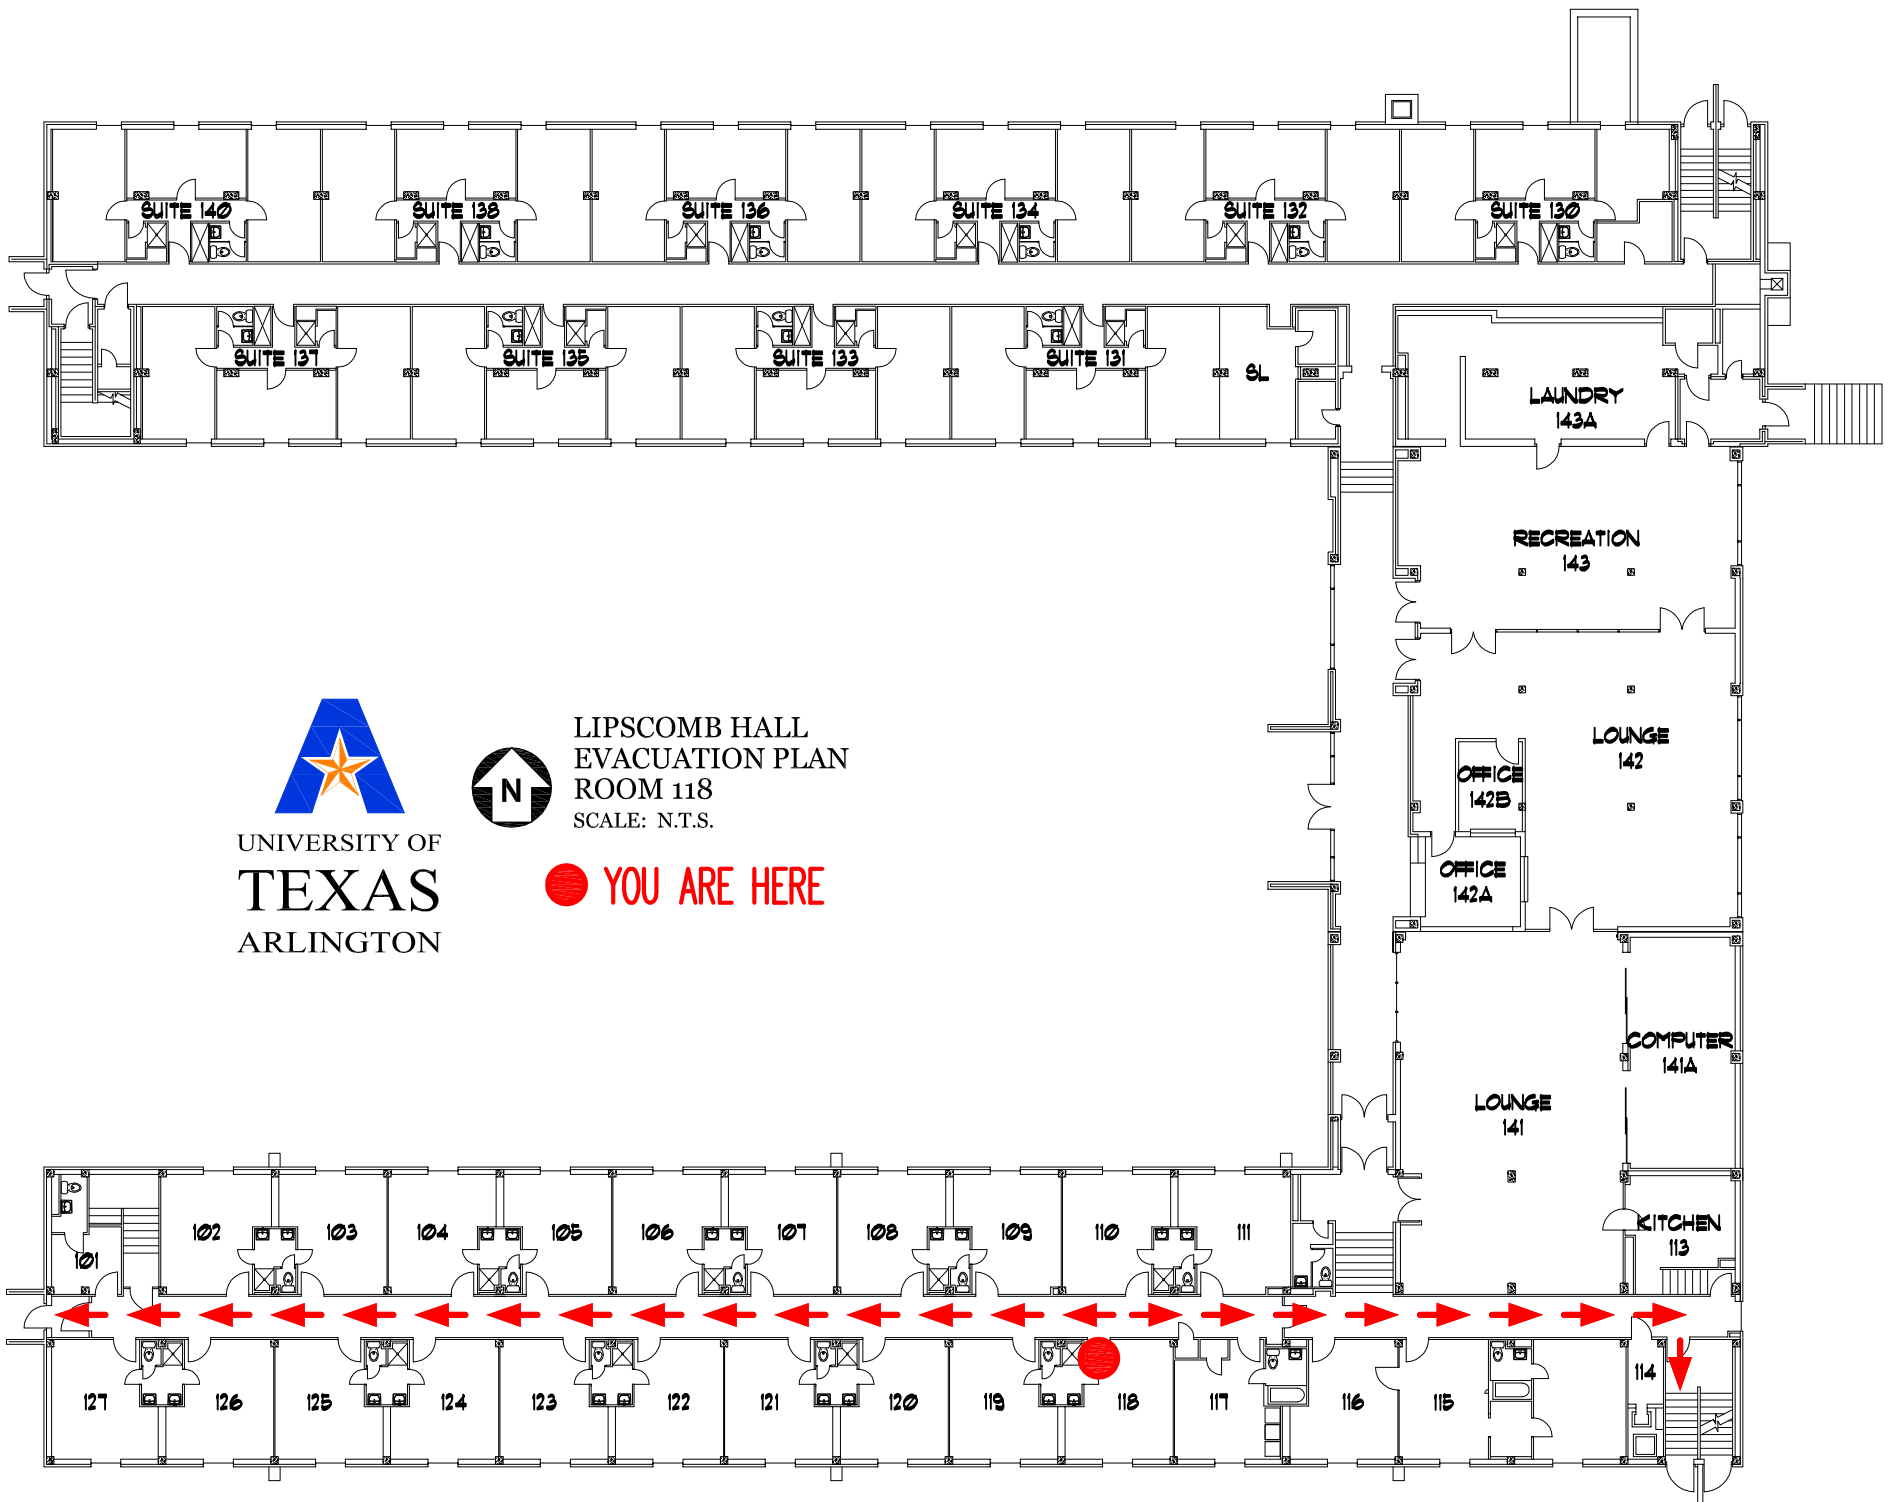 SUITE 140
SUITE 138
SUITE 136
SUITE 134
SUITE 132
SUITE 130
SUITE 137
SUITE 135
SUITE 133
SUITE 131
SL
LAUNDRY
143A
RECREATION
143
LOUNGE
142
OFFICE
142B
OFFICE
142A
UNIVERSITY OF
TEXAS
ARLINGTON
N
LIPSCOMB HALL
EVACUATION PLAN
ROOM 118
SCALE: N.T.S.
YOU ARE HERE
COMPUTER
141A
LOUNGE
141
KITCHEN
113
101
102
103
104
105
106
107
108
109
110
111
127
126
125
124
123
122
121
120
119
118
117
116
115
114